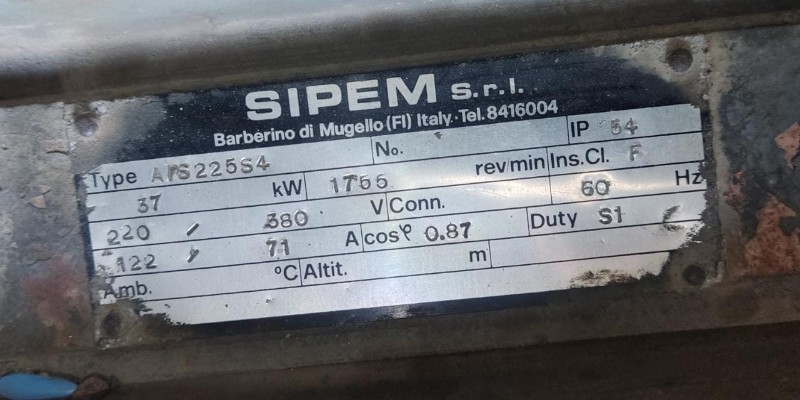 SIPEM s.r.l.
Barberino di Mugello (FI) Italy·Tel.8416004
Type 225S4 No. IP 54
37 kW 1755 rev/min Ins.Cl. F
220 / 380 V Conn. 60 Hz
122 / 71 A cosφ 0.87 Duty S1
Amb. °C Altit. m